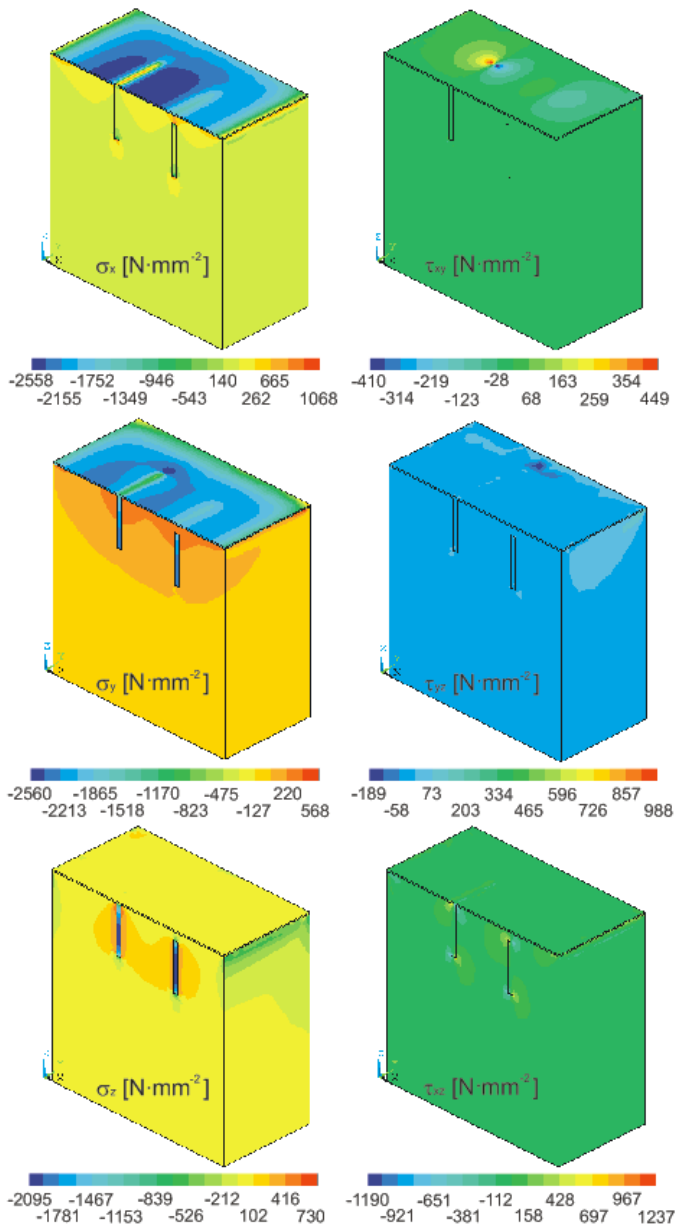 σx [N·mm-2]
τxy [N·mm-2]
-2558 -1752 -946 140 665
-2155 -1349 -543 262 1068
-410 -219 -28 163 354
-314 -123 68 259 449
σy [N·mm-2]
τyz [N·mm-2]
-2560 -1865 -1170 -475 220
-2213 -1518 -823 -127 568
-189 73 334 596 857
-58 203 465 726 988
σz [N·mm-2]
τxz [N·mm-2]
-2095 -1467 -839 -212 416
-1781 -1153 -526 102 730
-1190 -651 -112 428 967
-921 -381 158 697 1237